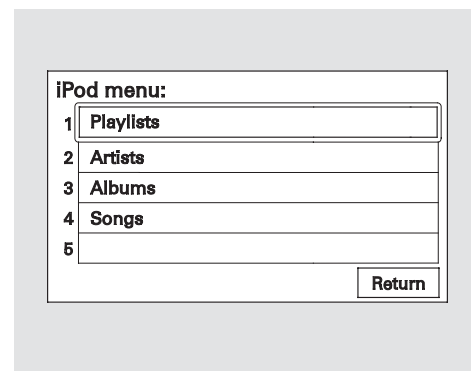 iPod menu:
1 Playlists
2 Artists
3 Albums
4 Songs
5
Return